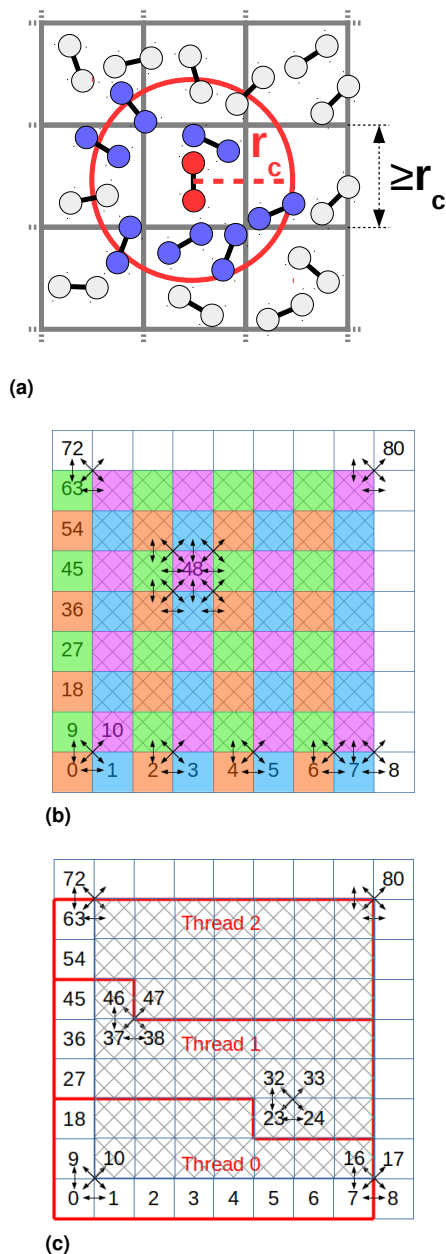 r_c
≥r_c
(a)
72 80
63
54
45 48
36
27
18
9 10
0 1 2 3 4 5 6 7 8
(b)
72 80
63 Thread 2
54
45 46 47
36 37 38 Thread 1
27 32 33
18 23 24
9 10 Thread 0 16 17
0 1 2 3 4 5 6 7 8
(c)